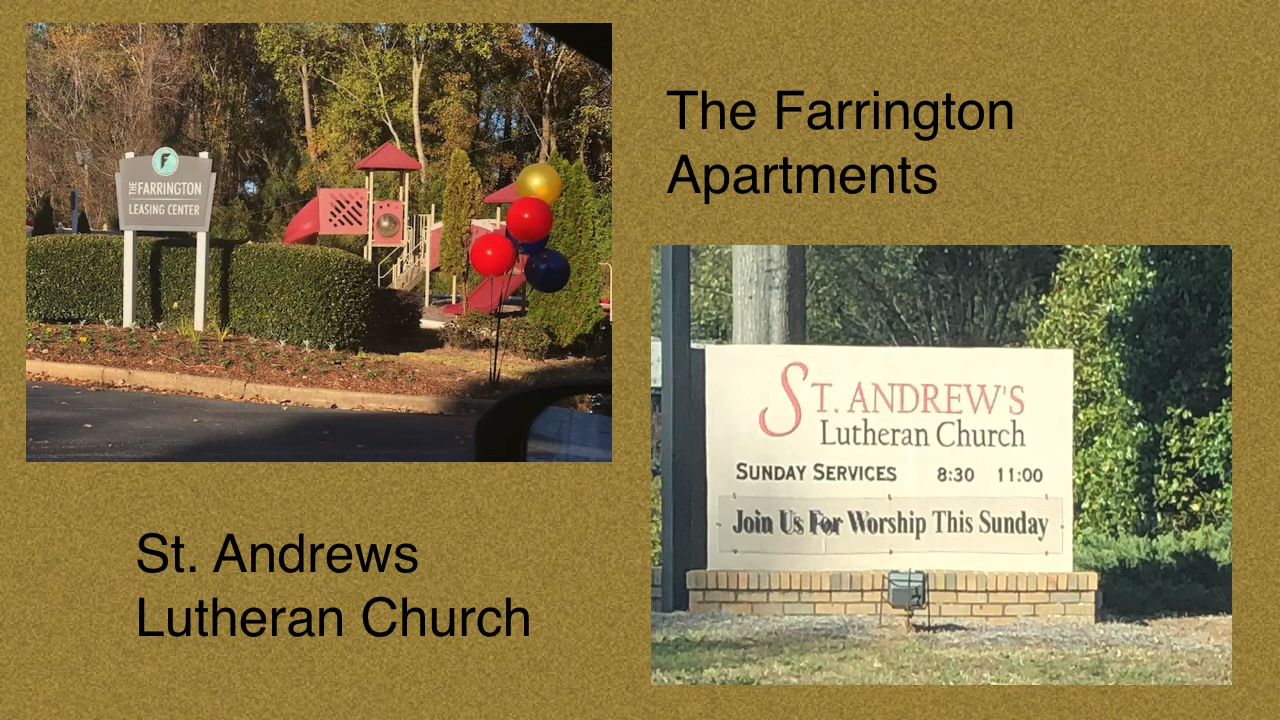 F
THE FARRINGTON
LEASING CENTER
The Farrington
Apartments
ST. ANDREW'S
Lutheran Church
SUNDAY SERVICES 8:30 11:00
Join Us For Worship This Sunday
St. Andrews
Lutheran Church